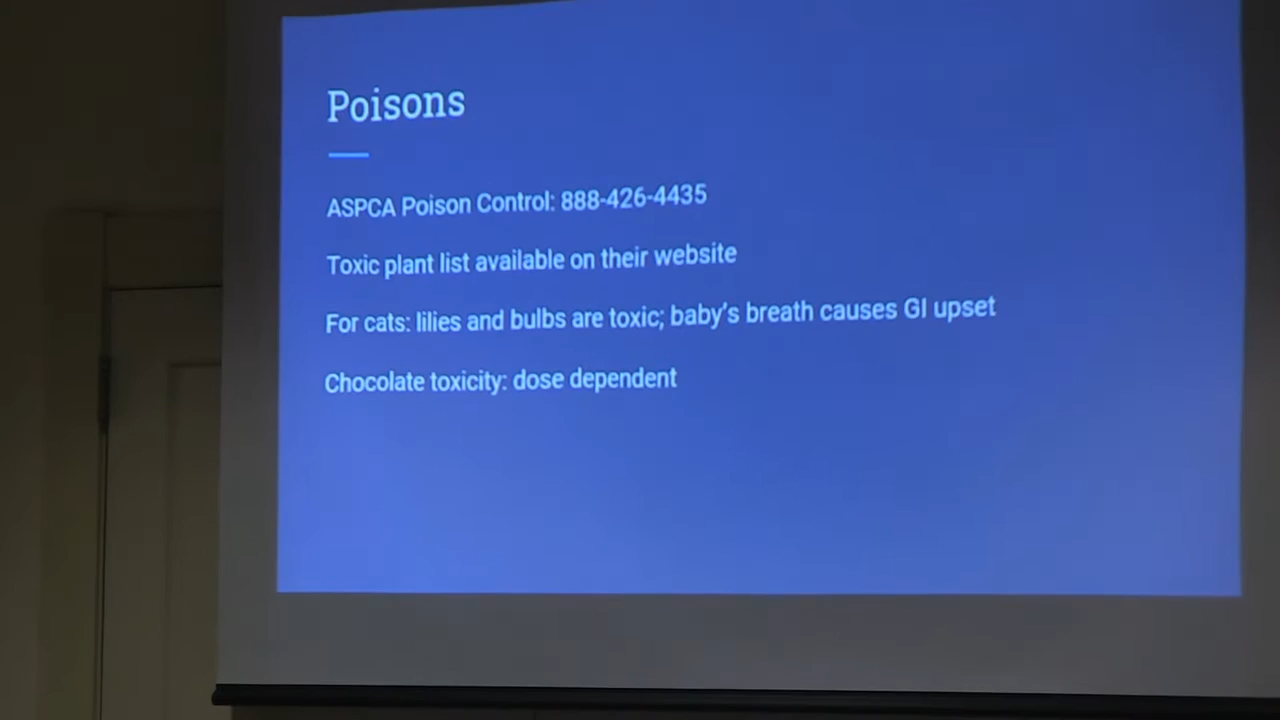 Poisons
ASPCA Poison Control: 888-426-4435
Toxic plant list available on their website
For cats: lilies and bulbs are toxic; baby's breath causes GI upset
Chocolate toxicity: dose dependent